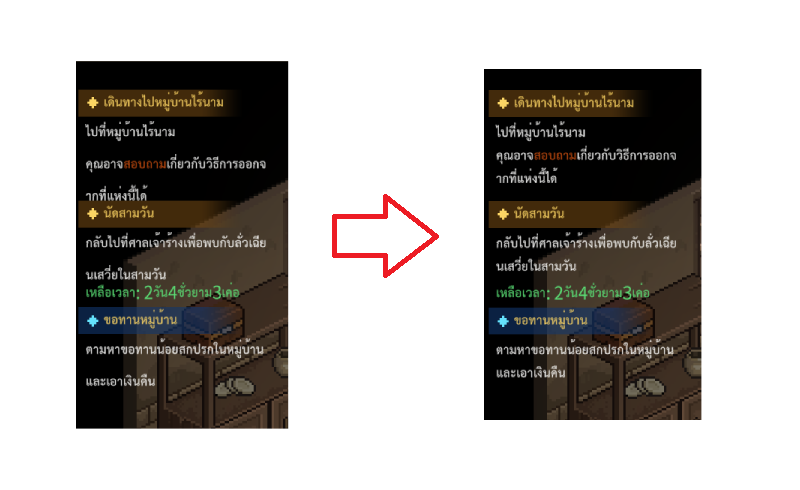 เดินทางไปหมู่บ้านไร้นาม
ไปที่หมู่บ้านไร้นาม
คุณอาจสอบถามเกี่ยวกับวิธีการออกจ
ากที่แห่งนี้ได้
นัดสามวัน
กลับไปที่ศาลเจ้าร้างเพื่อพบกับลั่วเฉีย
นเสวี่ยในสามวัน
เหลือเวลา: 2วัน4ชั่วยาม3เค่อ
ขอทานหมู่บ้าน
ตามหาขอทานน้อยสกปรกในหมู่บ้าน
และเอาเงินคืน
เดินทางไปหมู่บ้านไร้นาม
ไปที่หมู่บ้านไร้นาม
คุณอาจสอบถามเกี่ยวกับวิธีการออกจ
ากที่แห่งนี้ได้
นัดสามวัน
กลับไปที่ศาลเจ้าร้างเพื่อพบกับลั่วเฉีย
นเสวี่ยในสามวัน
เหลือเวลา: 2วัน4ชั่วยาม3เค่อ
ขอทานหมู่บ้าน
ตามหาขอทานน้อยสกปรกในหมู่บ้าน
และเอาเงินคืน